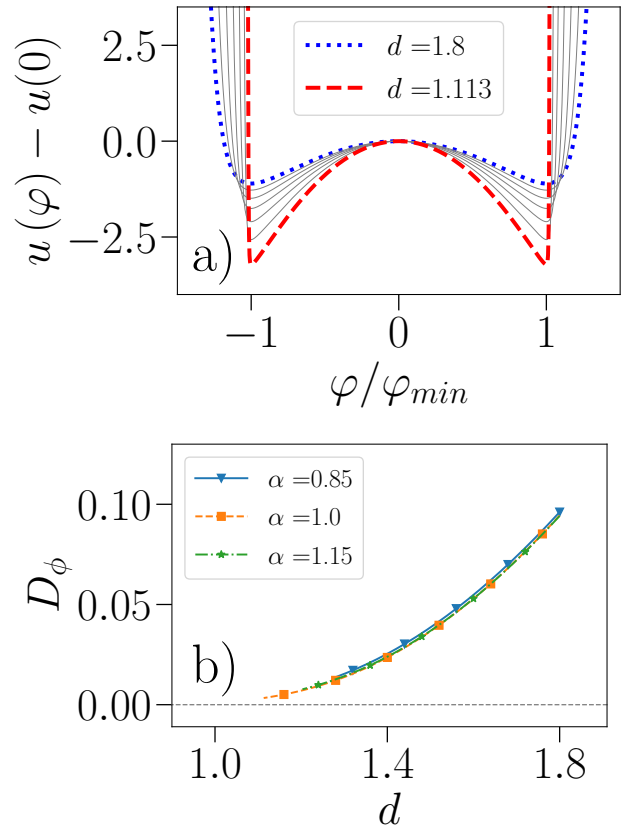 u(φ) − u(0)
2.5
0.0
−2.5
d =1.8
d =1.113
a)
−1
0
1
φ/φ_min
D_ϕ
0.10
0.05
0.00
α =0.85
α =1.0
α =1.15
b)
1.0
1.4
1.8
d